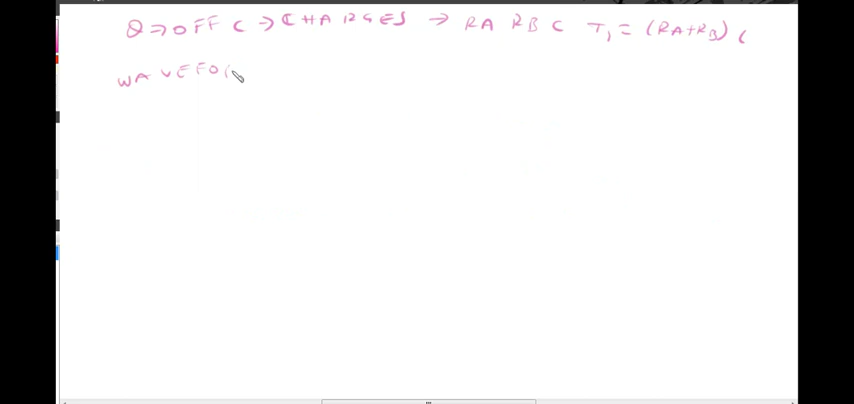 Q => OFF C => CHARGES → RA RB C T1 = (RA+RB) C
WAVEFO